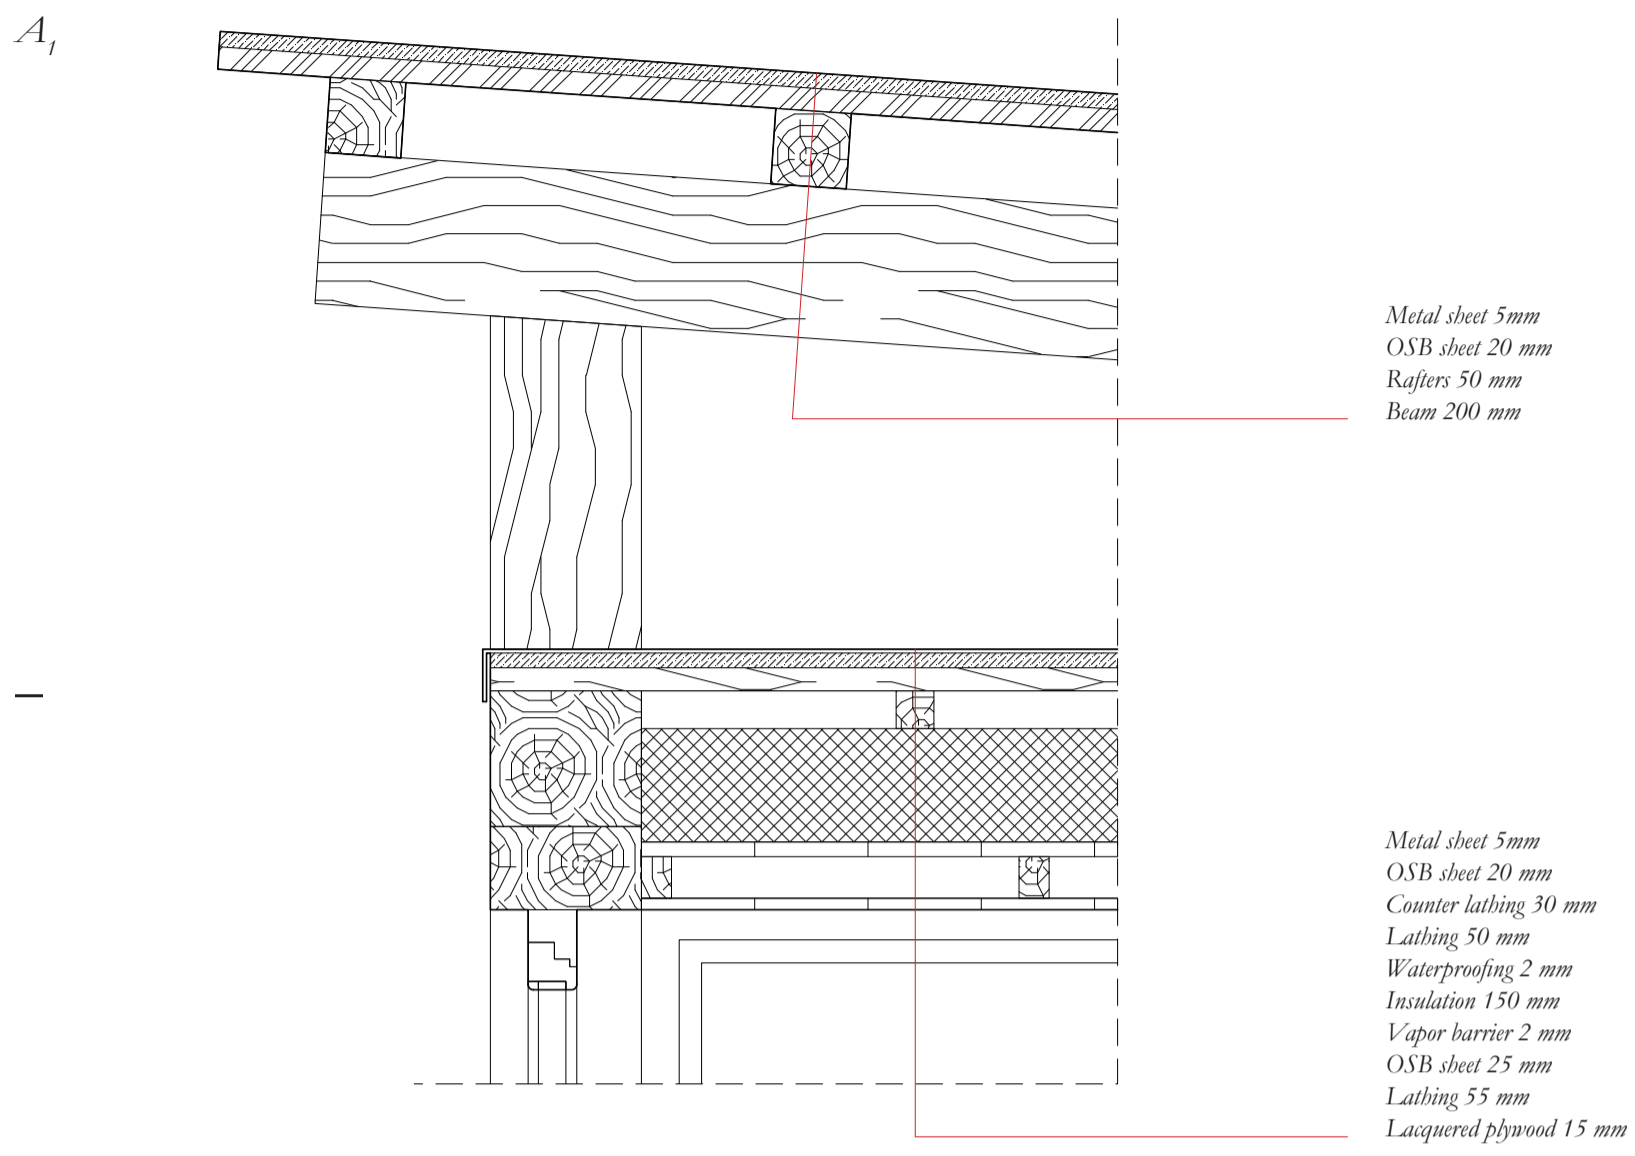 A1
Metal sheet 5mm
OSB sheet 20 mm
Rafters 50 mm
Beam 200 mm
Metal sheet 5mm
OSB sheet 20 mm
Counter lathing 30 mm
Lathing 50 mm
Waterproofing 2 mm
Insulation 150 mm
Vapor barrier 2 mm
OSB sheet 25 mm
Lathing 55 mm
Lacquered plywood 15 mm